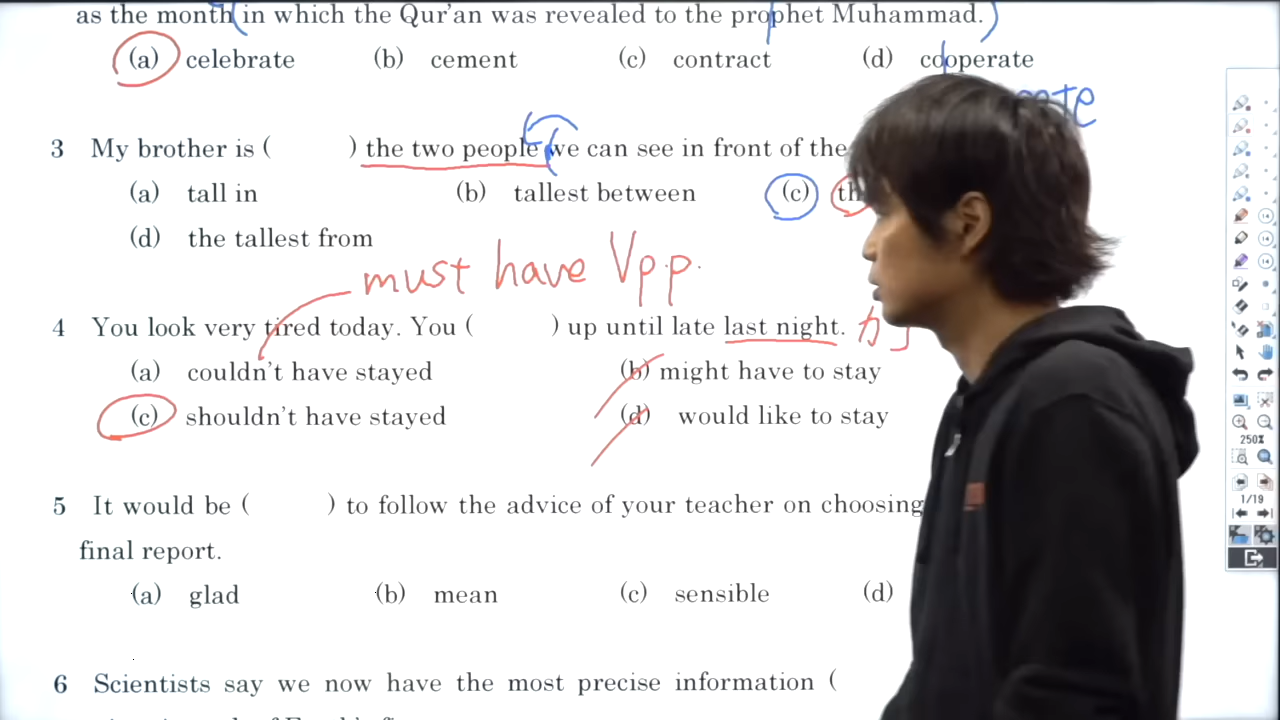 as the month in which the Qur'an was revealed to the prophet Muhammad.
(a) celebrate (b) cement (c) contract (d) cooperate
3 My brother is ( ) the two people we can see in front of the
(a) tall in (b) tallest between (c)
(d) the tallest from
must have Vp.p.
4 You look very tired today. You ( ) up until late last night.
(a) couldn't have stayed (b) might have to stay
(c) shouldn't have stayed (d) would like to stay
5 It would be ( ) to follow the advice of your teacher on choosing
final report.
(a) glad (b) mean (c) sensible (d)
6 Scientists say we now have the most precise information (
250%
1/19